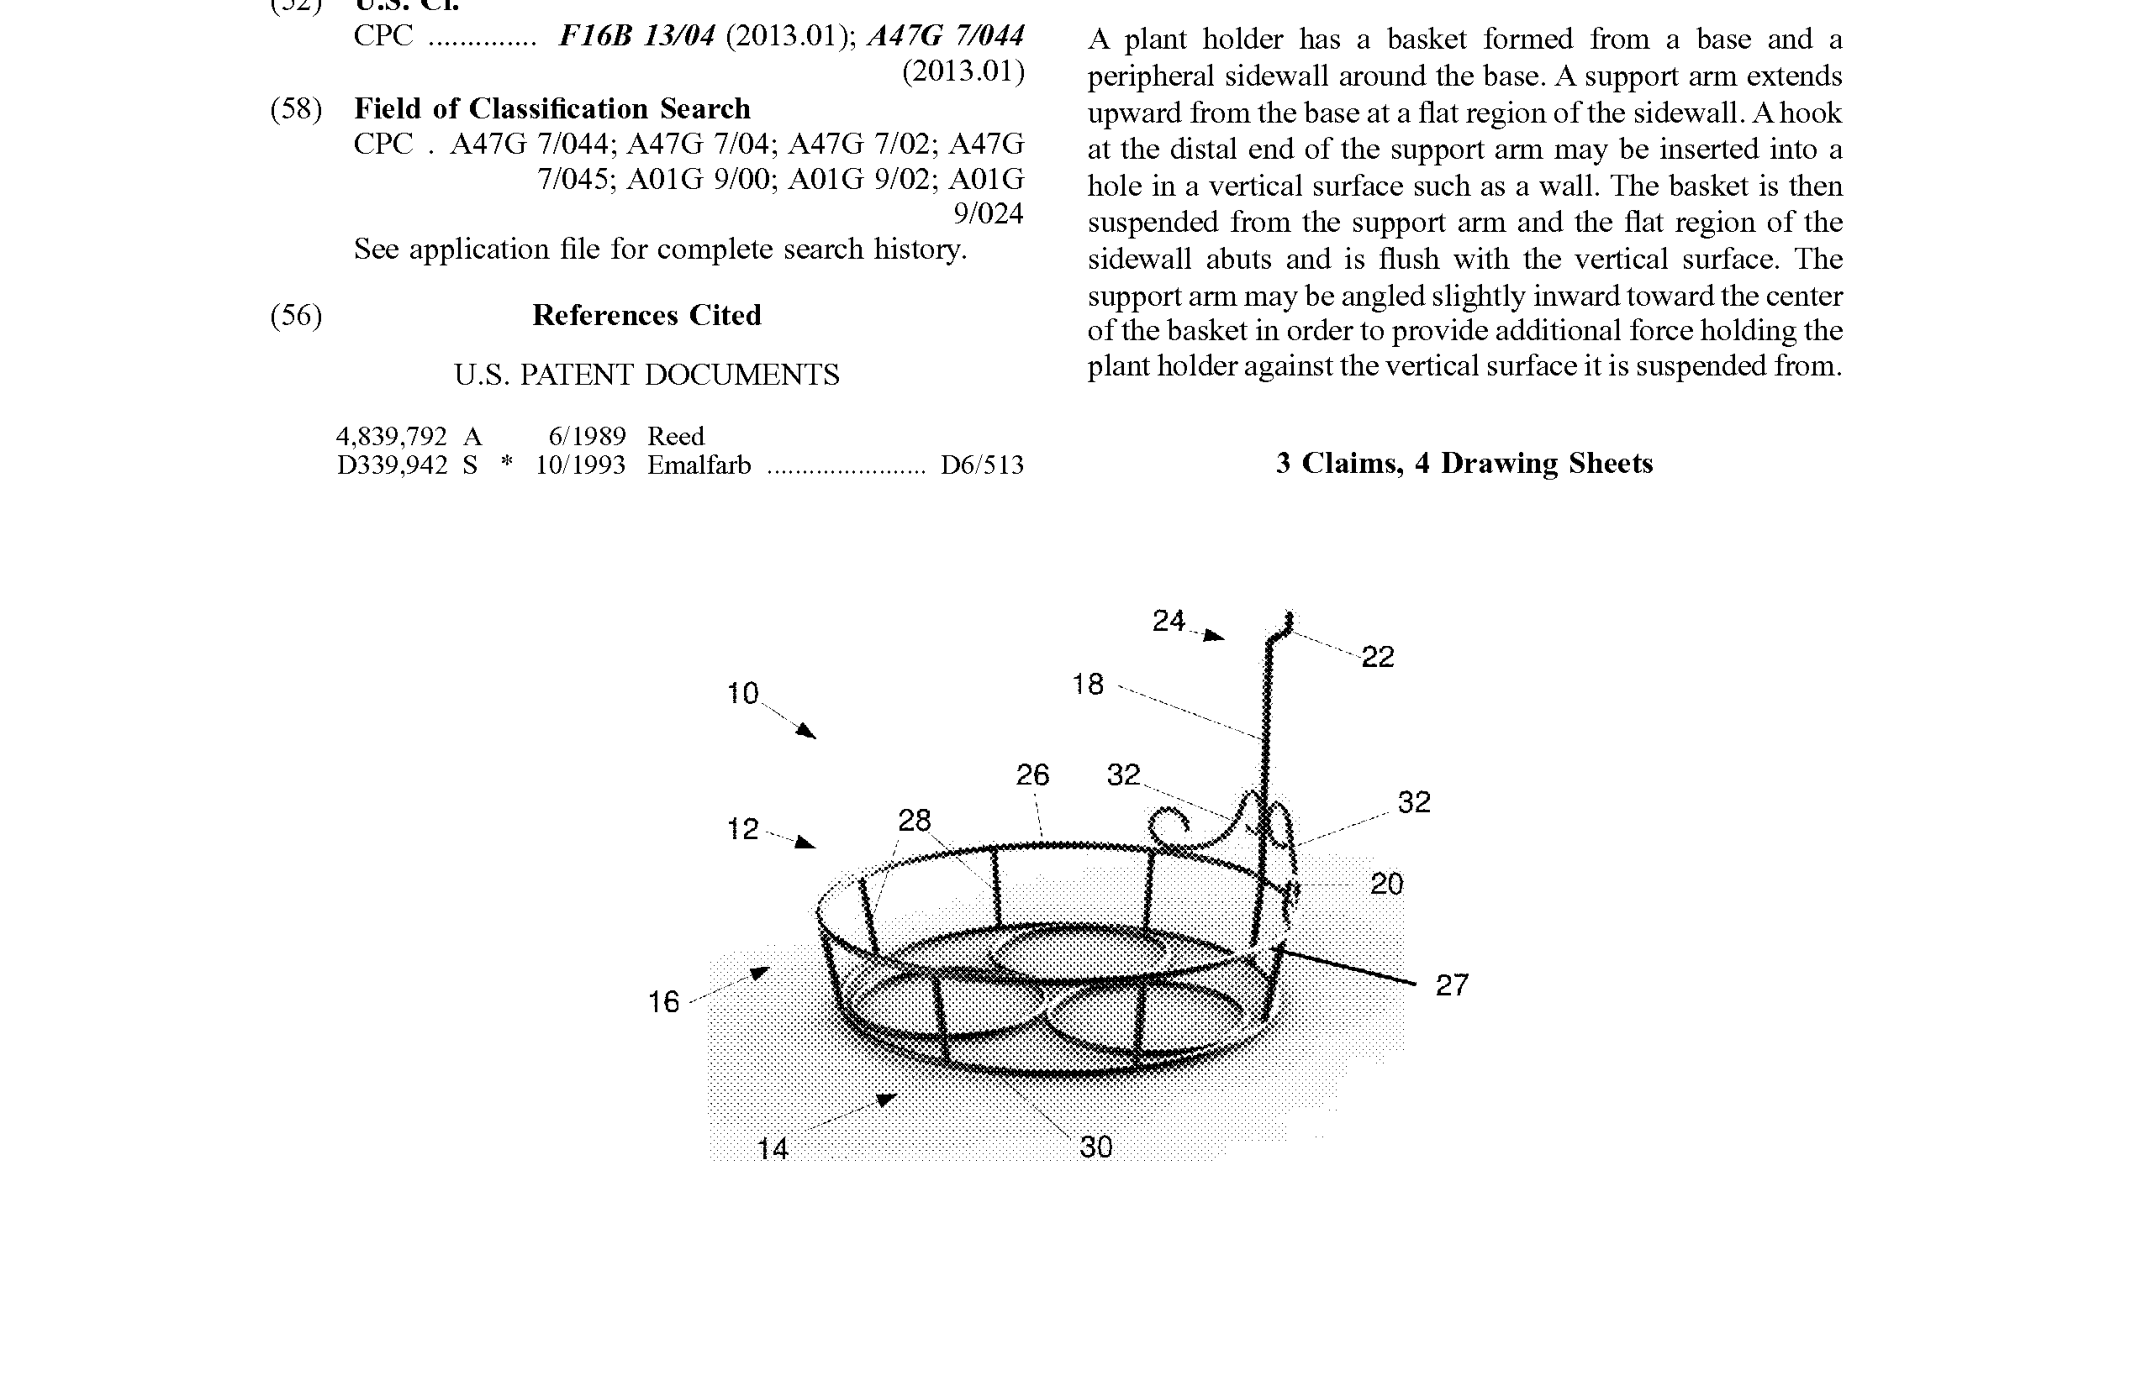 (52) U.S. Cl.
CPC .............. F16B 13/04 (2013.01); A47G 7/044
(2013.01)
(58) Field of Classification Search
CPC . A47G 7/044; A47G 7/04; A47G 7/02; A47G
7/045; A01G 9/00; A01G 9/02; A01G
9/024
See application file for complete search history.
(56) References Cited
U.S. PATENT DOCUMENTS
4,839,792 A 6/1989 Reed
D339,942 S * 10/1993 Emalfarb ....................... D6/513
A plant holder has a basket formed from a base and a
peripheral sidewall around the base. A support arm extends
upward from the base at a flat region of the sidewall. A hook
at the distal end of the support arm may be inserted into a
hole in a vertical surface such as a wall. The basket is then
suspended from the support arm and the flat region of the
sidewall abuts and is flush with the vertical surface. The
support arm may be angled slightly inward toward the center
of the basket in order to provide additional force holding the
plant holder against the vertical surface it is suspended from.
3 Claims, 4 Drawing Sheets
24
22
18
10
26
32
32
28
12
20
27
16
14
30